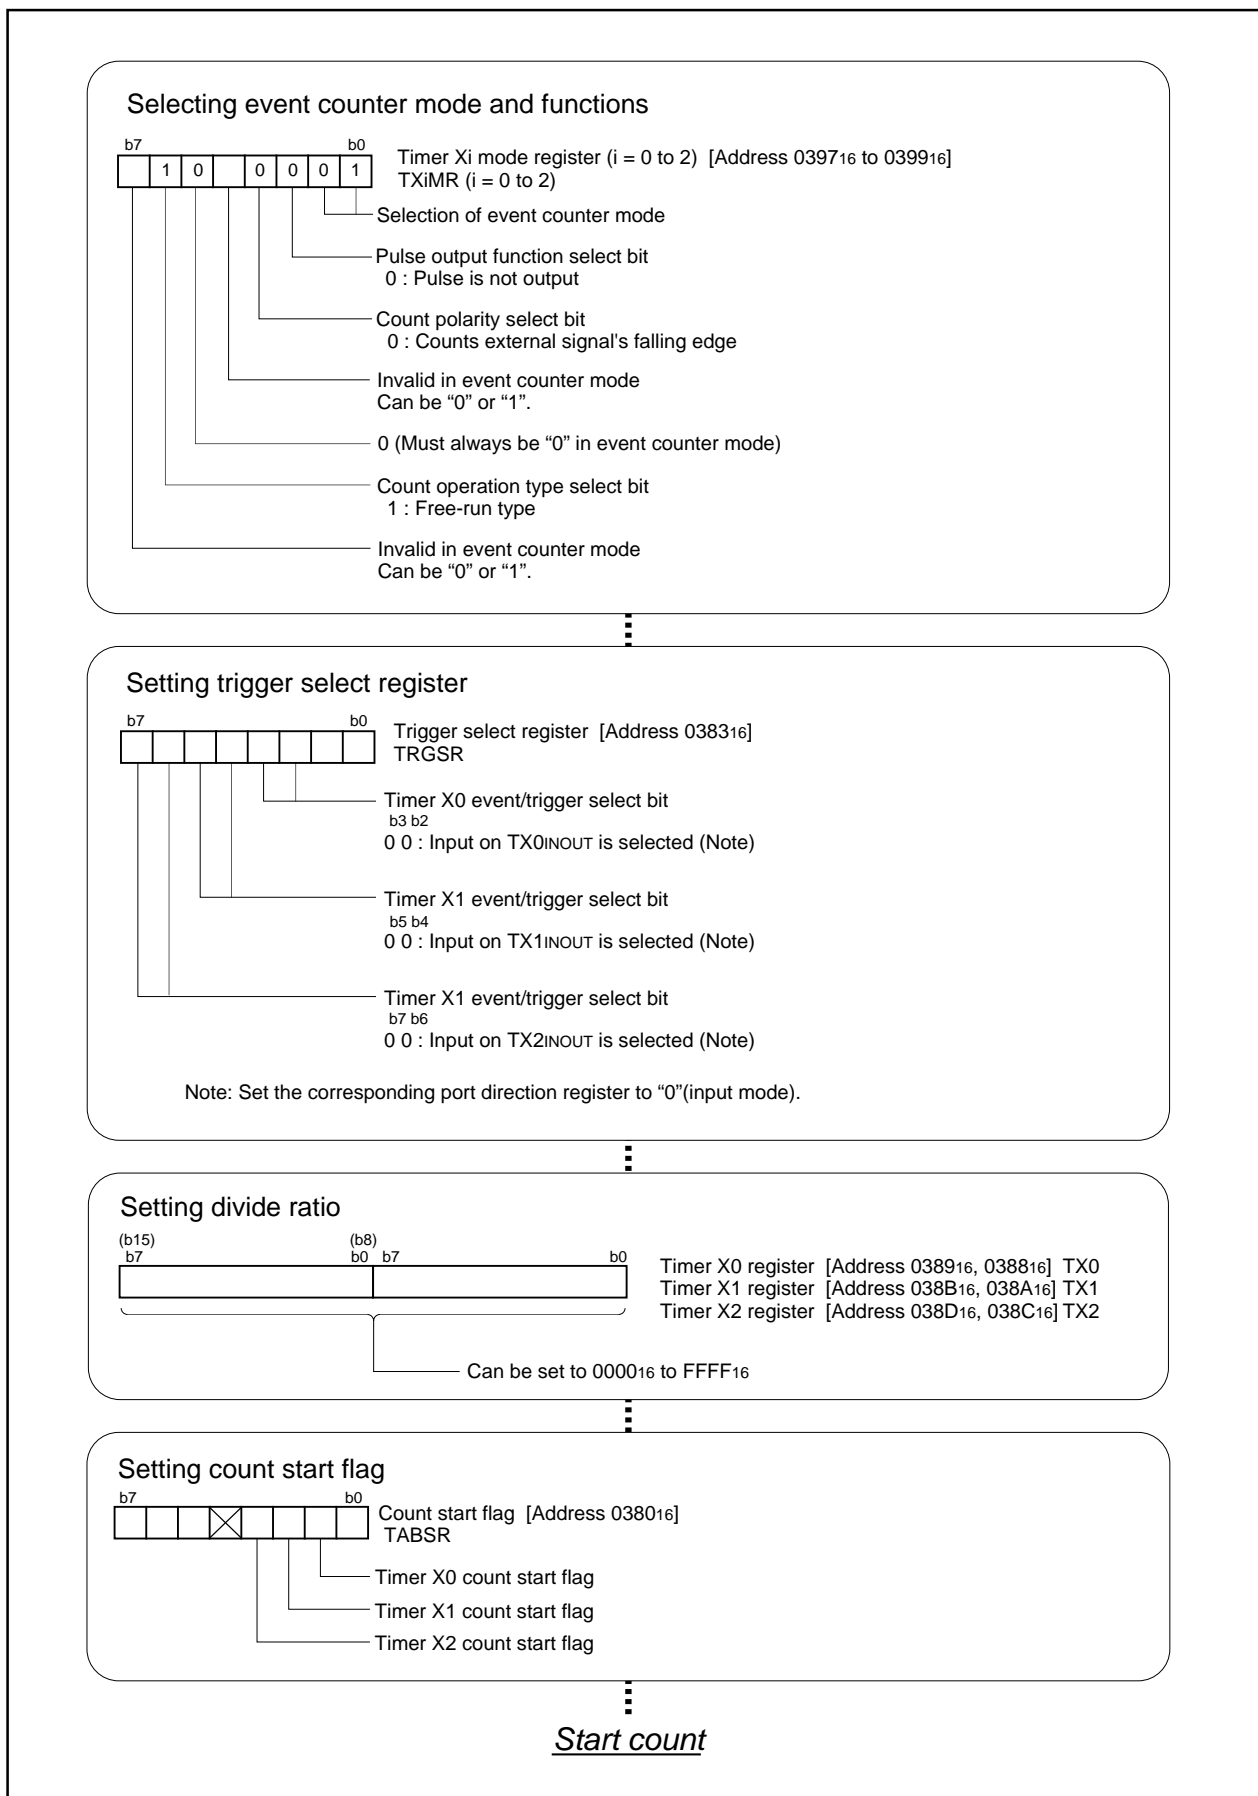 Selecting event counter mode and functions
b7 b0
1 0 0 0 0 1
Timer Xi mode register (i = 0 to 2) [Address 039716 to 039916]
TXiMR (i = 0 to 2)
Selection of event counter mode
Pulse output function select bit
0 : Pulse is not output
Count polarity select bit
0 : Counts external signal's falling edge
Invalid in event counter mode
Can be “0” or “1”.
0 (Must always be “0” in event counter mode)
Count operation type select bit
1 : Free-run type
Invalid in event counter mode
Can be “0” or “1”.
Setting trigger select register
b7 b0
Trigger select register [Address 038316]
TRGSR
Timer X0 event/trigger select bit
b3 b2
0 0 : Input on TX0INOUT is selected (Note)
Timer X1 event/trigger select bit
b5 b4
0 0 : Input on TX1INOUT is selected (Note)
Timer X1 event/trigger select bit
b7 b6
0 0 : Input on TX2INOUT is selected (Note)
Note: Set the corresponding port direction register to “0”(input mode).
Setting divide ratio
(b15) (b8)
b7 b0 b7 b0
Timer X0 register [Address 038916, 038816] TX0
Timer X1 register [Address 038B16, 038A16] TX1
Timer X2 register [Address 038D16, 038C16] TX2
Can be set to 000016 to FFFF16
Setting count start flag
b7 b0
Count start flag [Address 038016]
TABSR
Timer X0 count start flag
Timer X1 count start flag
Timer X2 count start flag
Start count